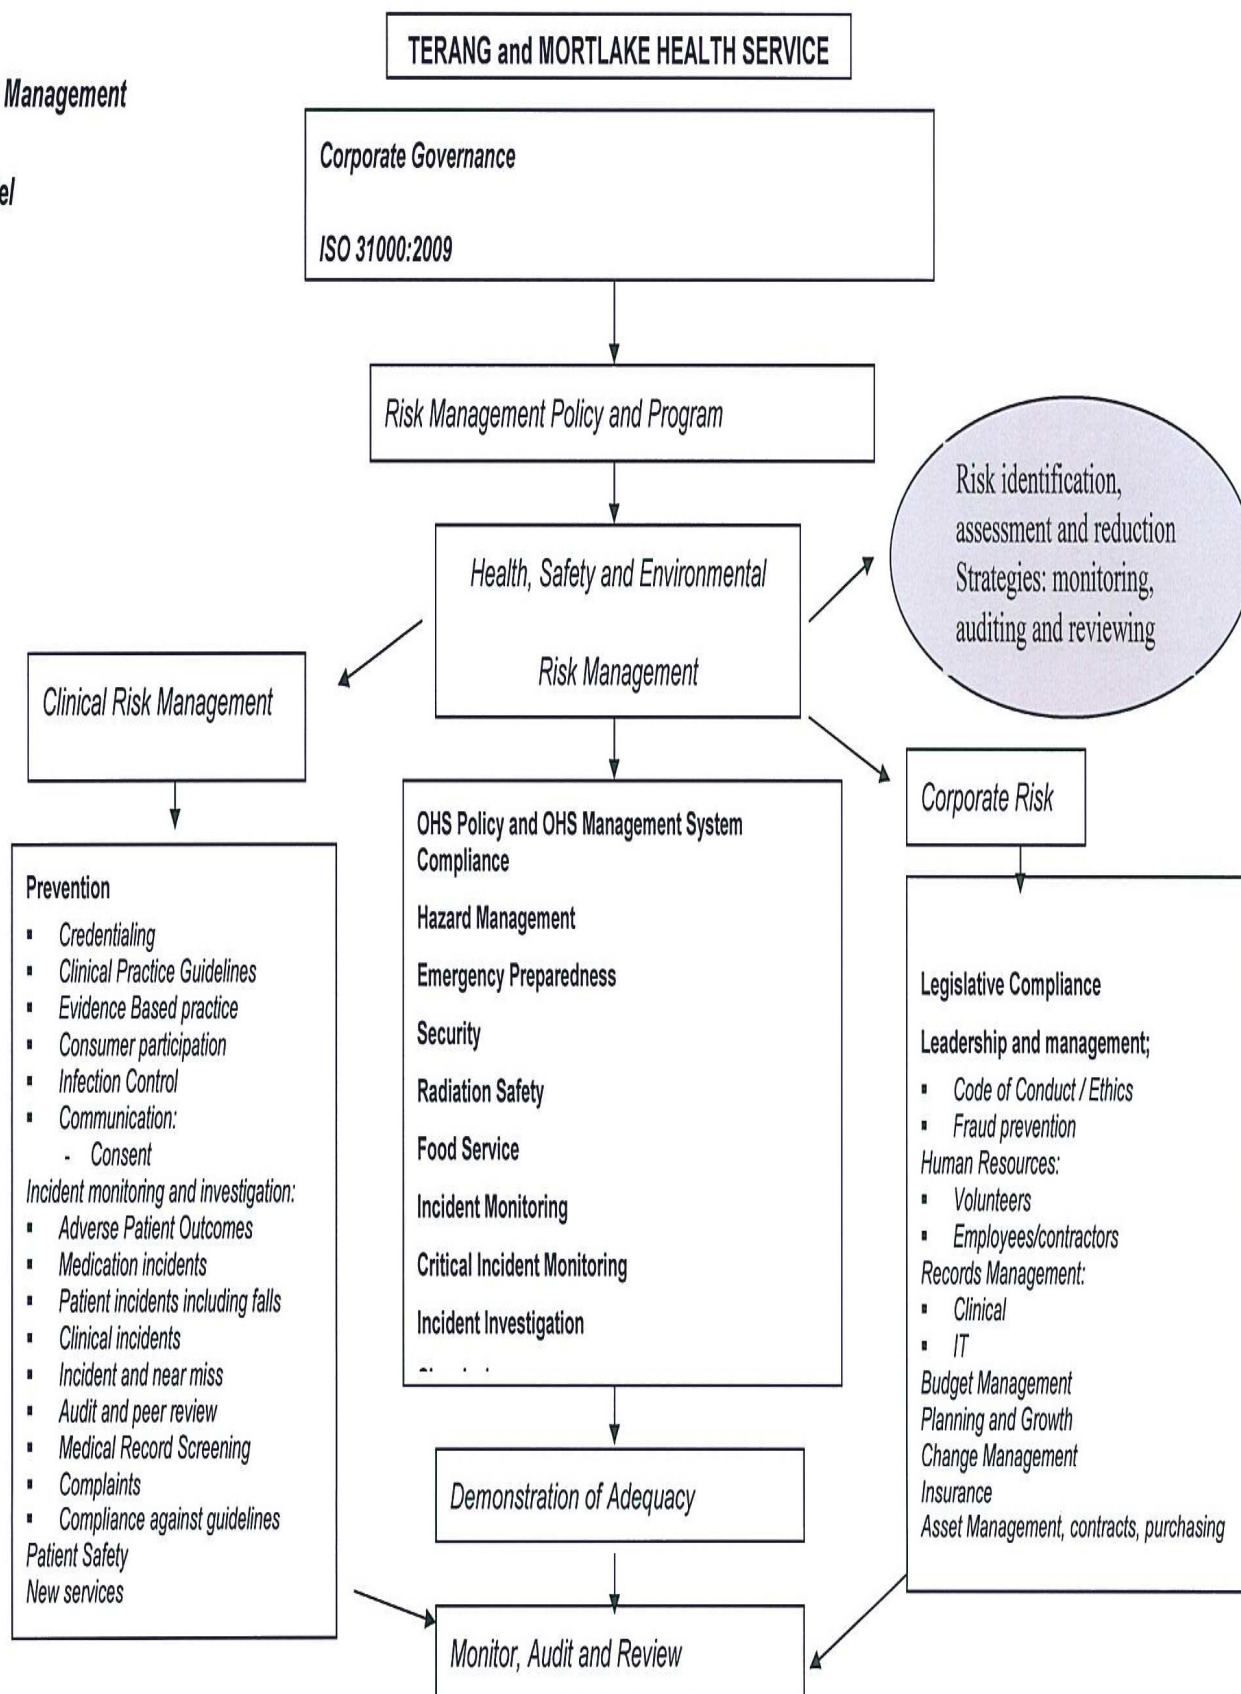 TERANG and MORTLAKE HEALTH SERVICE
Management
Corporate Governance
ISO 31000:2009
Risk Management Policy and Program
Risk identification,
assessment and reduction
Strategies: monitoring,
auditing and reviewing
Health, Safety and Environmental
Risk Management
Clinical Risk Management
Corporate Risk
Prevention
▪ Credentialing
▪ Clinical Practice Guidelines
▪ Evidence Based practice
▪ Consumer participation
▪ Infection Control
▪ Communication:
- Consent
Incident monitoring and investigation:
▪ Adverse Patient Outcomes
▪ Medication incidents
▪ Patient incidents including falls
▪ Clinical incidents
▪ Incident and near miss
▪ Audit and peer review
▪ Medical Record Screening
▪ Complaints
▪ Compliance against guidelines
Patient Safety
New services
OHS Policy and OHS Management System
Compliance
Hazard Management
Emergency Preparedness
Security
Radiation Safety
Food Service
Incident Monitoring
Critical Incident Monitoring
Incident Investigation
Legislative Compliance
Leadership and management;
▪ Code of Conduct / Ethics
▪ Fraud prevention
Human Resources:
▪ Volunteers
▪ Employees/contractors
Records Management:
▪ Clinical
▪ IT
Budget Management
Planning and Growth
Change Management
Insurance
Asset Management, contracts, purchasing
Demonstration of Adequacy
Monitor, Audit and Review